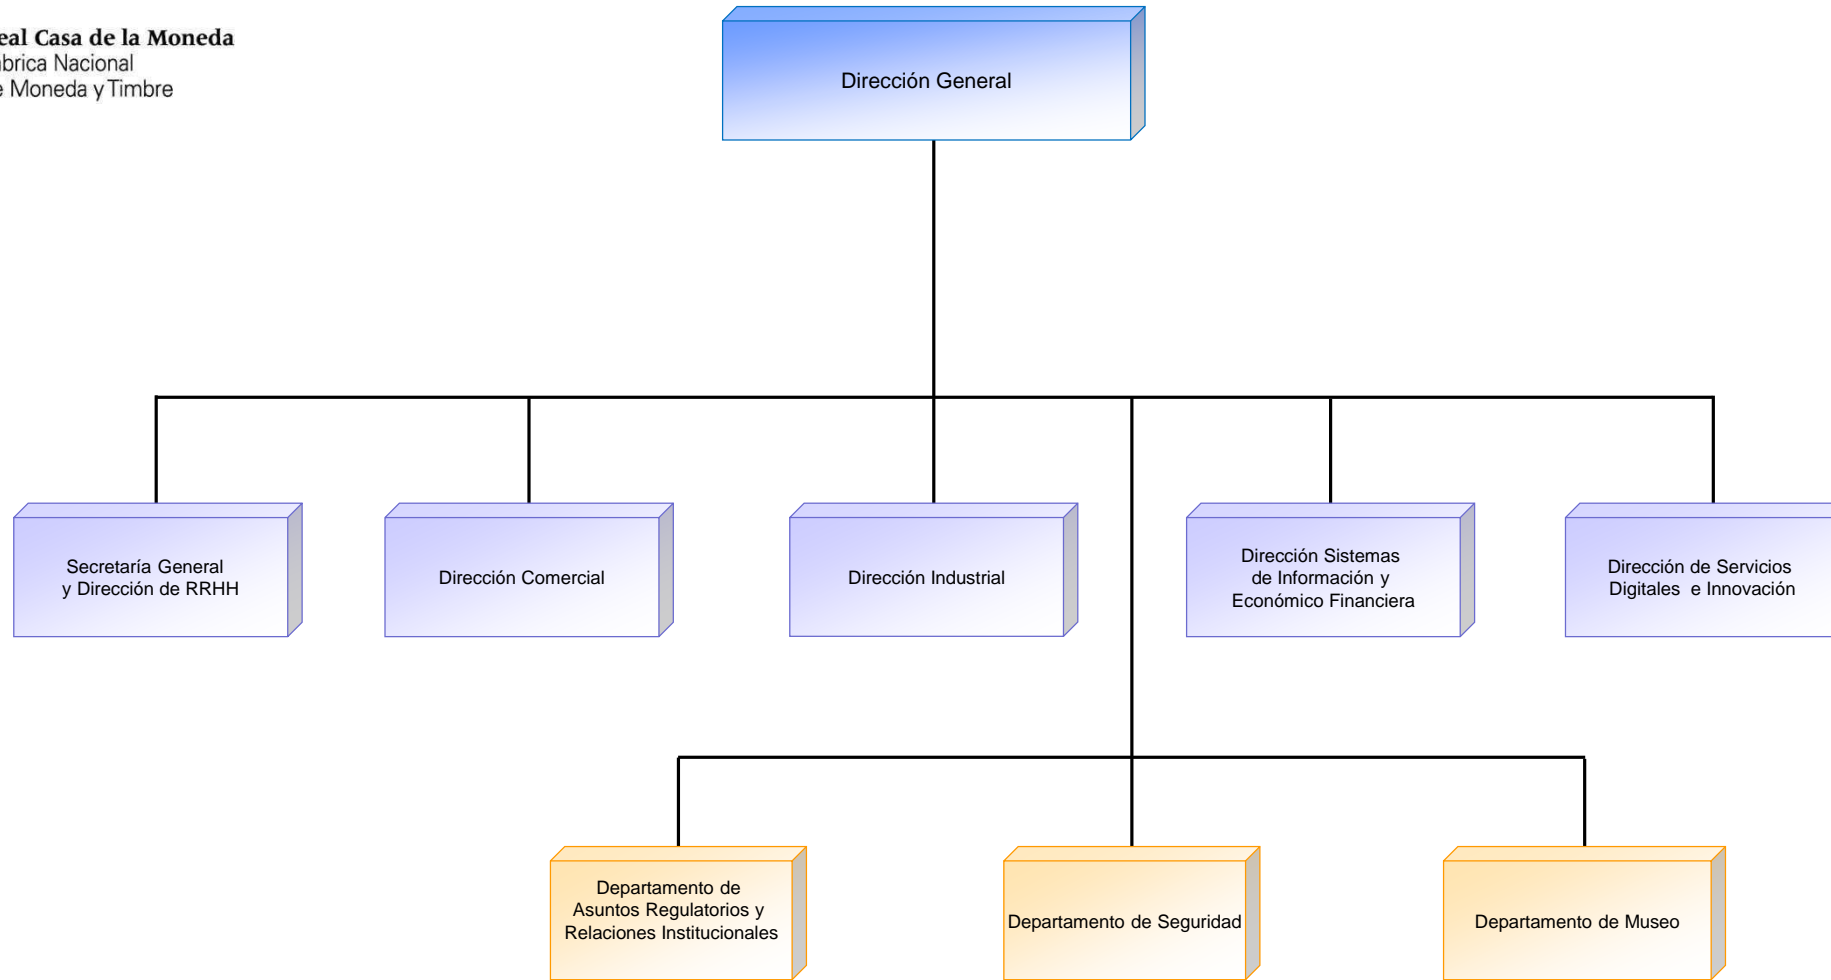 eal Casa de la Moneda
brica Nacional
e Moneda y Timbre
Dirección General
Secretaría General
y Dirección de RRHH
Dirección Comercial
Dirección Industrial
Dirección Sistemas
de Información y
Económico Financiera
Dirección de Servicios
Digitales e Innovación
Departamento de
Asuntos Regulatorios y
Relaciones Institucionales
Departamento de Seguridad
Departamento de Museo